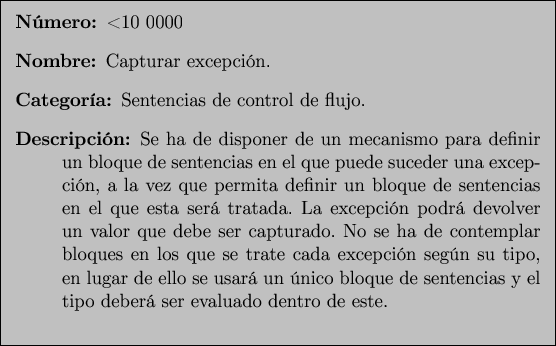 Número: <10 0000
Nombre: Capturar excepción.
Categoría: Sentencias de control de flujo.
Descripción: Se ha de disponer de un mecanismo para definir
un bloque de sentencias en el que puede suceder una excep-
ción, a la vez que permita definir un bloque de sentencias
en el que esta será tratada. La excepción podrá devolver
un valor que debe ser capturado. No se ha de contemplar
bloques en los que se trate cada excepción según su tipo,
en lugar de ello se usará un único bloque de sentencias y el
tipo deberá ser evaluado dentro de este.